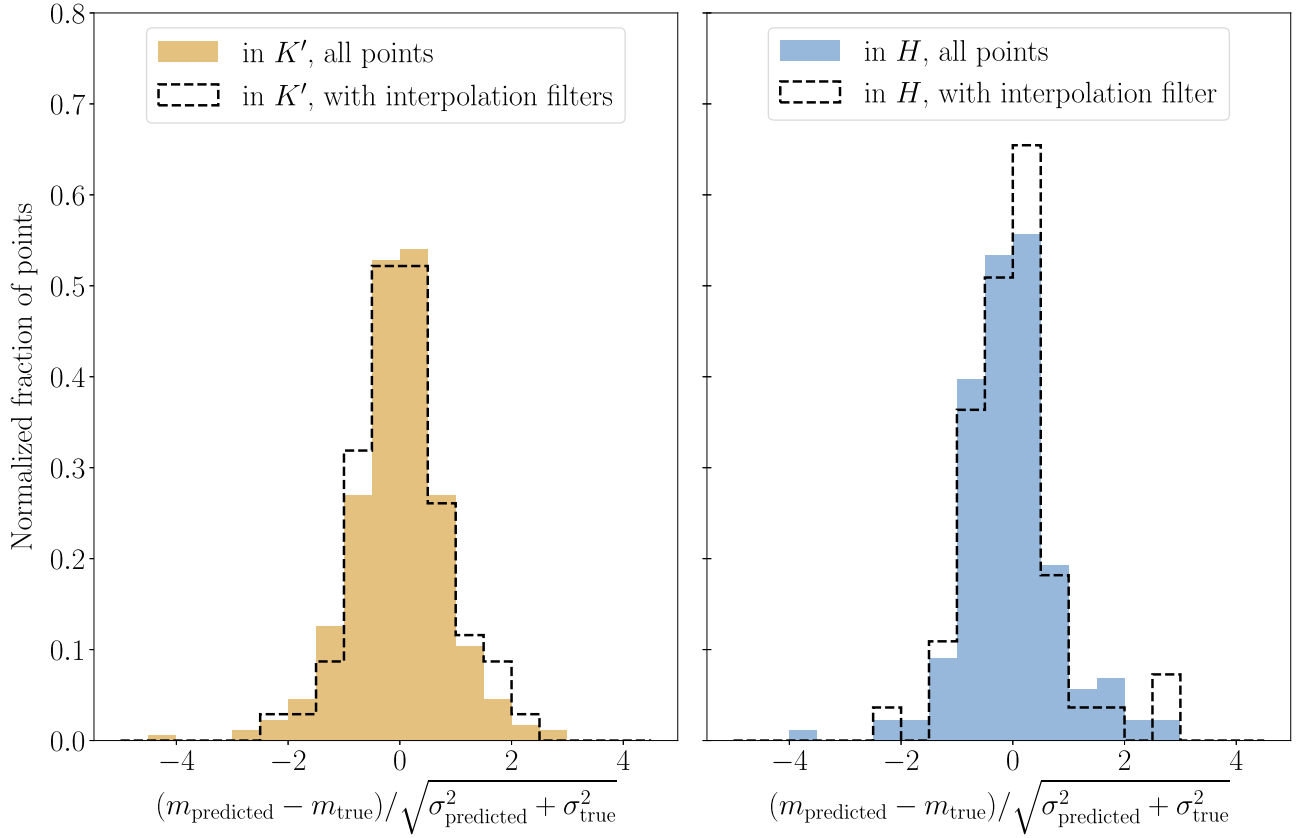 Normalized fraction of points
0.8
0.7
0.6
0.5
0.4
0.3
0.2
0.1
0.0
in K′, all points
in K′, with interpolation filters
−4 −2 0 2 4
(m_predicted − m_true)/√(σ²_predicted + σ²_true)
in H, all points
in H, with interpolation filter
−4 −2 0 2 4
(m_predicted − m_true)/√(σ²_predicted + σ²_true)